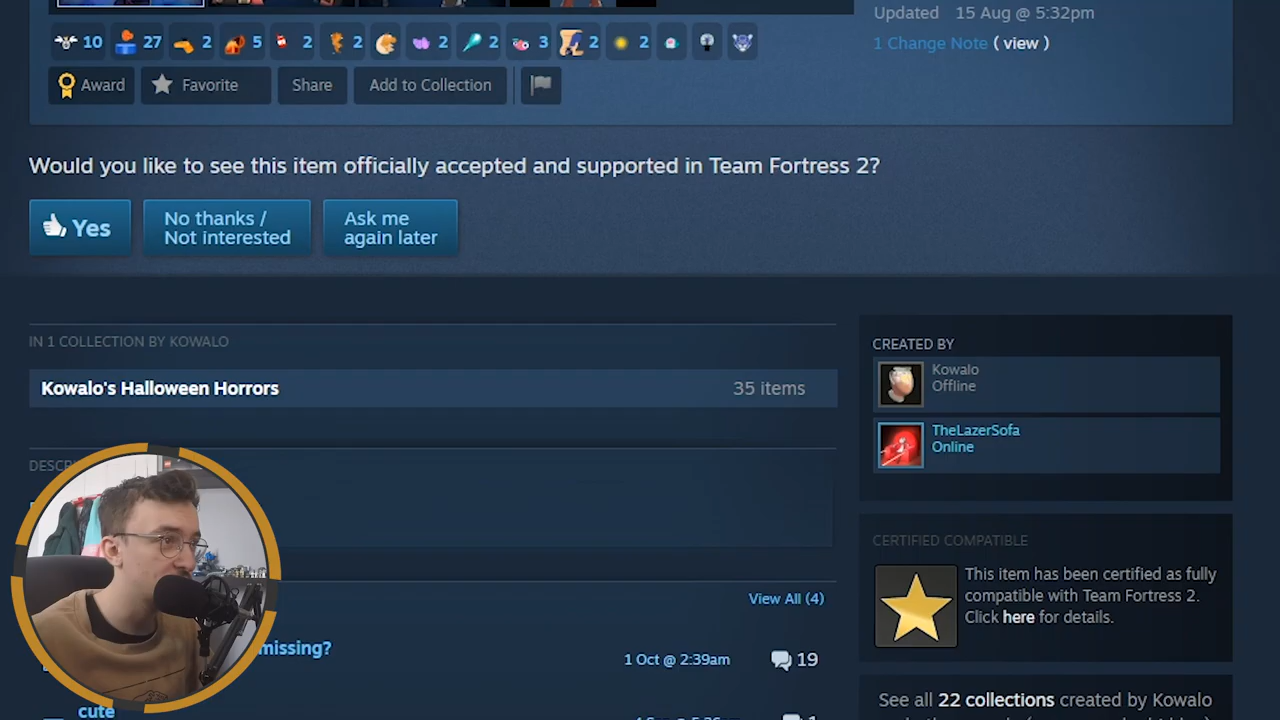 Updated 15 Aug @ 5:32pm
1 Change Note ( view )
10 27 2 5 2 2 2 2 3 2 2
Award Favorite Share Add to Collection
Would you like to see this item officially accepted and supported in Team Fortress 2?
Yes
No thanks /
Not interested
Ask me
again later
IN 1 COLLECTION BY KOWALO
Kowalo's Halloween Horrors 35 items
CREATED BY
Kowalo
Offline
TheLazerSofa
Online
CERTIFIED COMPATIBLE
This item has been certified as fully
compatible with Team Fortress 2.
Click here for details.
View All (4)
missing?
1 Oct @ 2:39am 19
cute
See all 22 collections created by Kowalo